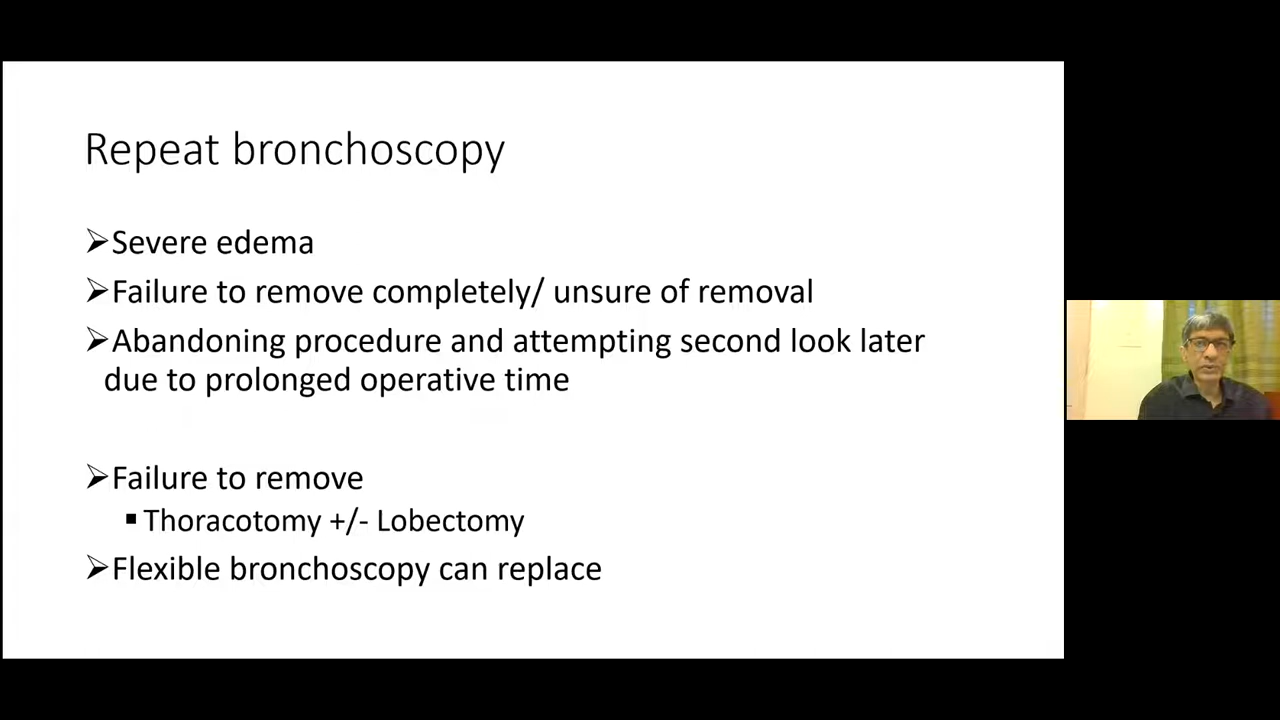 Repeat bronchoscopy
➢Severe edema
➢Failure to remove completely/ unsure of removal
➢Abandoning procedure and attempting second look later
due to prolonged operative time
➢Failure to remove
▪Thoracotomy +/- Lobectomy
➢Flexible bronchoscopy can replace